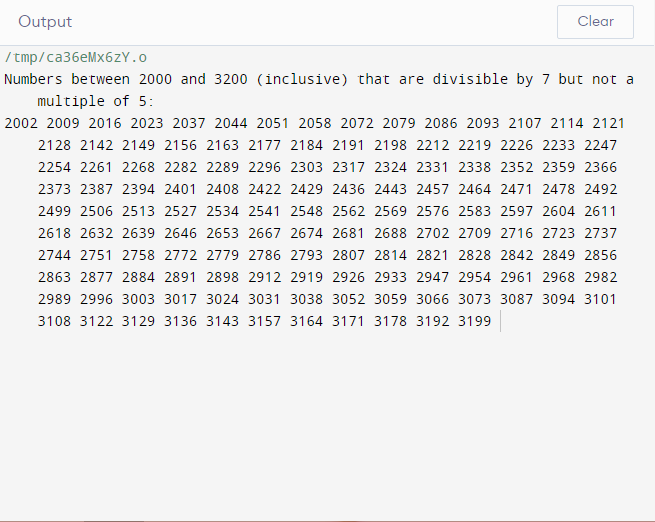 Output
Clear
/tmp/ca36eMx6zY.o
Numbers between 2000 and 3200 (inclusive) that are divisible by 7 but not a
multiple of 5:
2002 2009 2016 2023 2037 2044 2051 2058 2072 2079 2086 2093 2107 2114 2121
2128 2142 2149 2156 2163 2177 2184 2191 2198 2212 2219 2226 2233 2247
2254 2261 2268 2282 2289 2296 2303 2317 2324 2331 2338 2352 2359 2366
2373 2387 2394 2401 2408 2422 2429 2436 2443 2457 2464 2471 2478 2492
2499 2506 2513 2527 2534 2541 2548 2562 2569 2576 2583 2597 2604 2611
2618 2632 2639 2646 2653 2667 2674 2681 2688 2702 2709 2716 2723 2737
2744 2751 2758 2772 2779 2786 2793 2807 2814 2821 2828 2842 2849 2856
2863 2877 2884 2891 2898 2912 2919 2926 2933 2947 2954 2961 2968 2982
2989 2996 3003 3017 3024 3031 3038 3052 3059 3066 3073 3087 3094 3101
3108 3122 3129 3136 3143 3157 3164 3171 3178 3192 3199